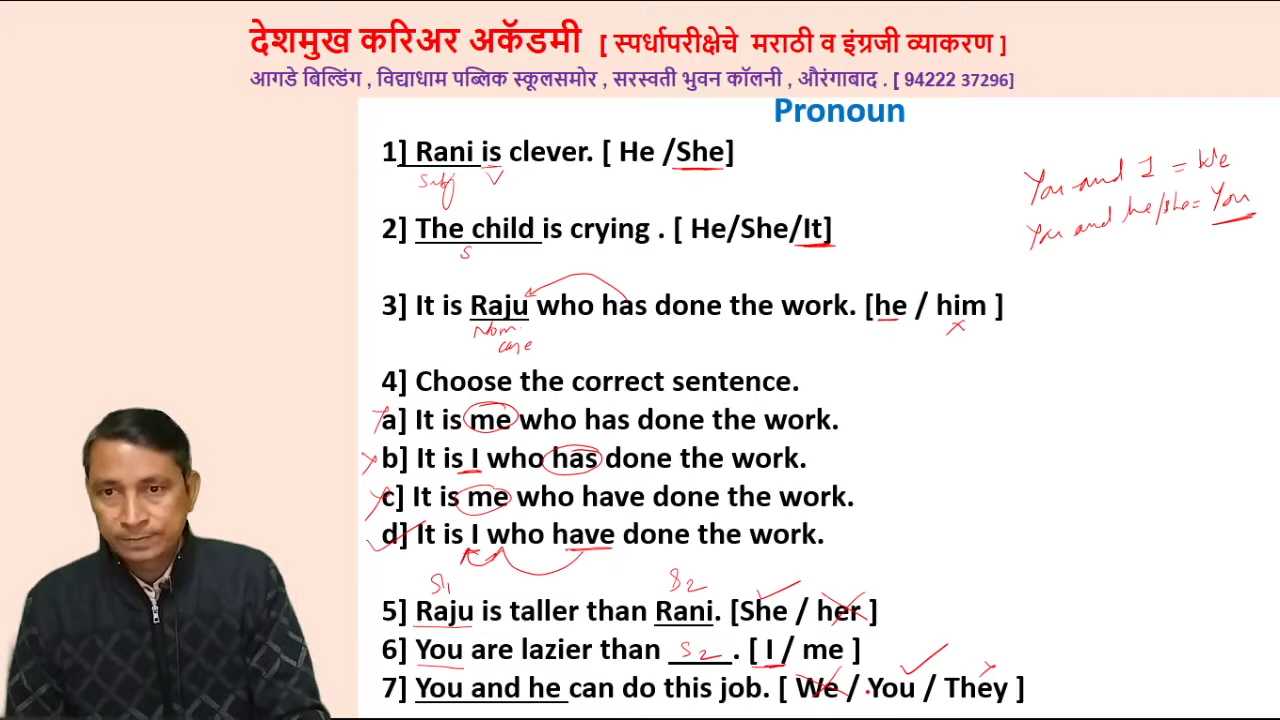 देशमुख करिअर अकॅडमी [ स्पर्धापरीक्षेचे मराठी व इंग्रजी व्याकरण ]
आगडे बिल्डिंग , विद्याधाम पब्लिक स्कूलसमोर , सरस्वती भुवन कॉलनी , औरंगाबाद . [ 94222 37296]
Pronoun
1] Rani is clever. [ He /She]
Subj V
You and I = We
You and he/she= You
2] The child is crying . [ He/She/It]
S
3] It is Raju who has done the work. [he / him ]
Nom. x
case
4] Choose the correct sentence.
a] It is me who has done the work.
b] It is I who has done the work.
c] It is me who have done the work.
d] It is I who have done the work.
S1 S2
5] Raju is taller than Rani. [She / her ]
6] You are lazier than S2 . [ I / me ]
7] You and he can do this job. [ We / You / They ]